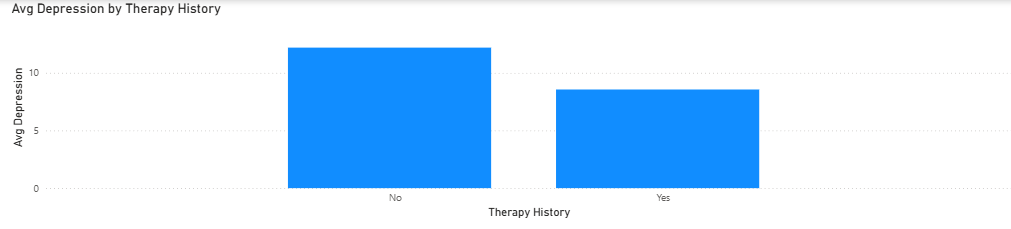 Avg Depression by Therapy History
Avg Depression
10
5
0
No Yes
Therapy History